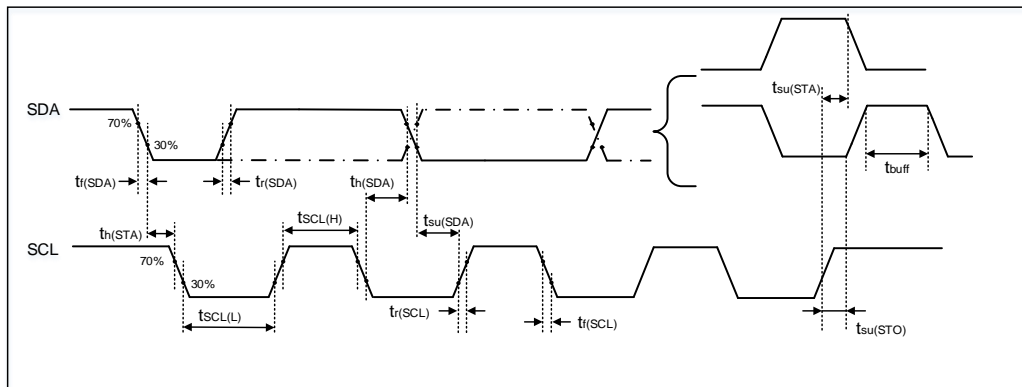 tsu(STA)
SDA
70%
30%
tbuff
tf(SDA)
tr(SDA)
th(SDA)
tSCL(H)
tsu(SDA)
th(STA)
SCL
70%
30%
tr(SCL)
tSCL(L)
tf(SCL)
tsu(STO)